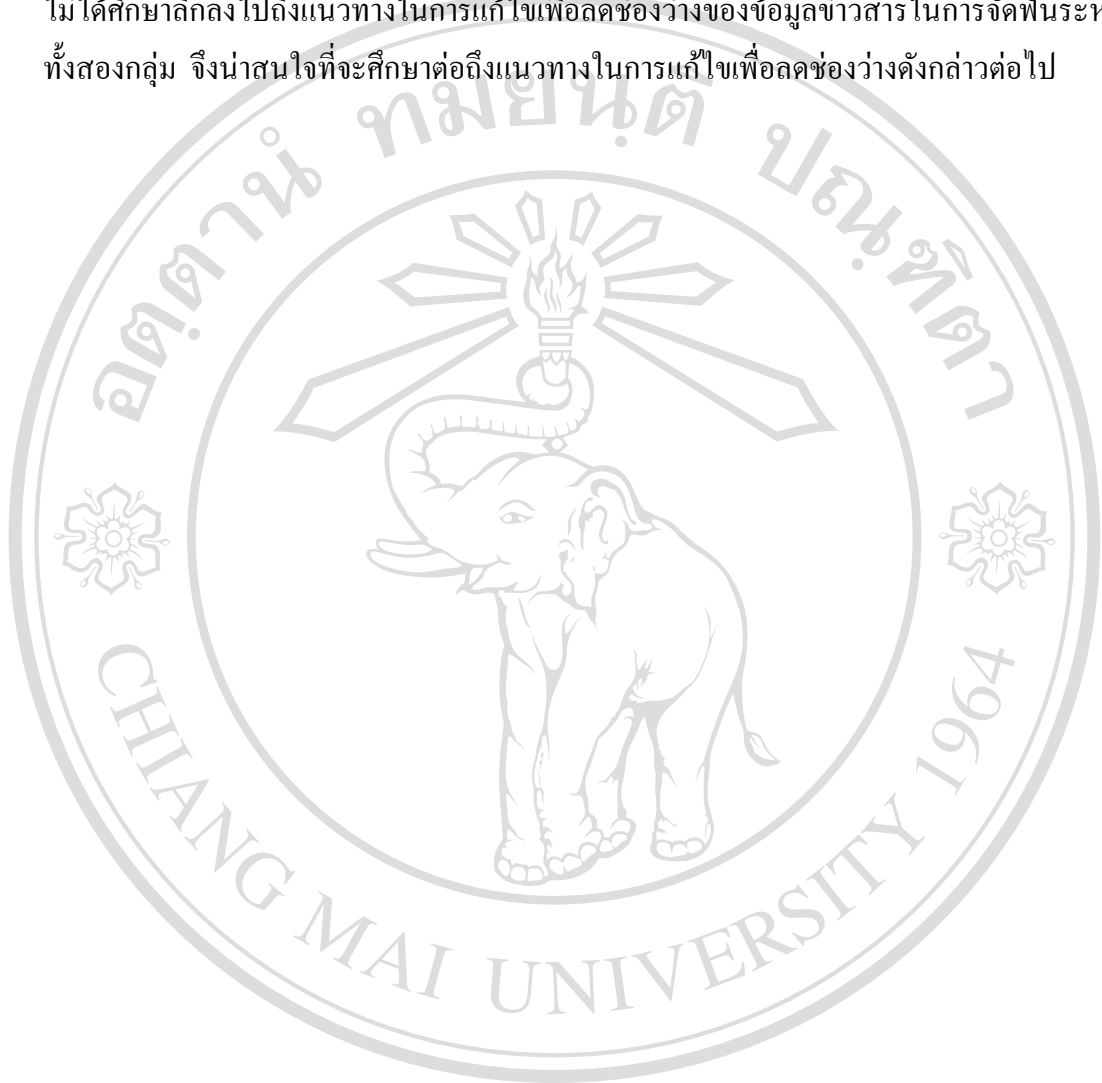 ไม่ได้ศึกษาลึกลงไปถึงแนวทางในการแก้ไขเพื่อลดช่องว่างของข้อมูลข่าวสารในการจัดฟันระห
ทั้งสองกลุ่ม จึงน่าสนใจที่จะศึกษาต่อถึงแนวทางในการแก้ไขเพื่อลดช่องว่างดังกล่าวต่อไป
อตฺตานํ ทมยนฺติ ปณฺฑิตา
CHIANG MAI UNIVERSITY 1964